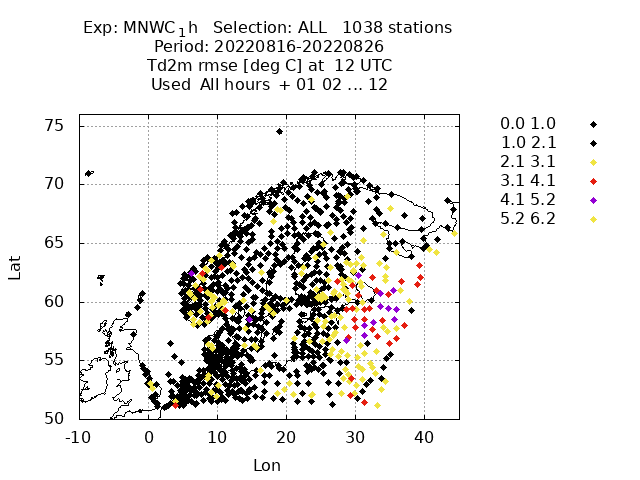 Exp: MNWC_1h   Selection: ALL   1038 stations
Period: 20220816-20220826
Td2m rmse [deg C] at  12 UTC
Used  All hours  + 01 02 ... 12
0.0 1.0
1.0 2.1
2.1 3.1
3.1 4.1
4.1 5.2
5.2 6.2
75
70
65
60
55
50
Lat
-10 0 10 20 30 40
Lon